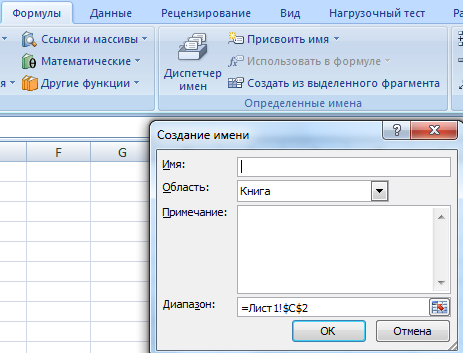 Формулы Данные Рецензирование Вид Нагрузочный тест Ра
Ссылки и массивы
Математические
Другие функции
Диспетчер имен
Присвоить имя
Использовать в формуле
Создать из выделенного фрагмента
Определенные имена
F G
Создание имени
Имя:
Область: Книга
Примечание:
Диапазон: =Лист1!$C$2
ОК Отмена